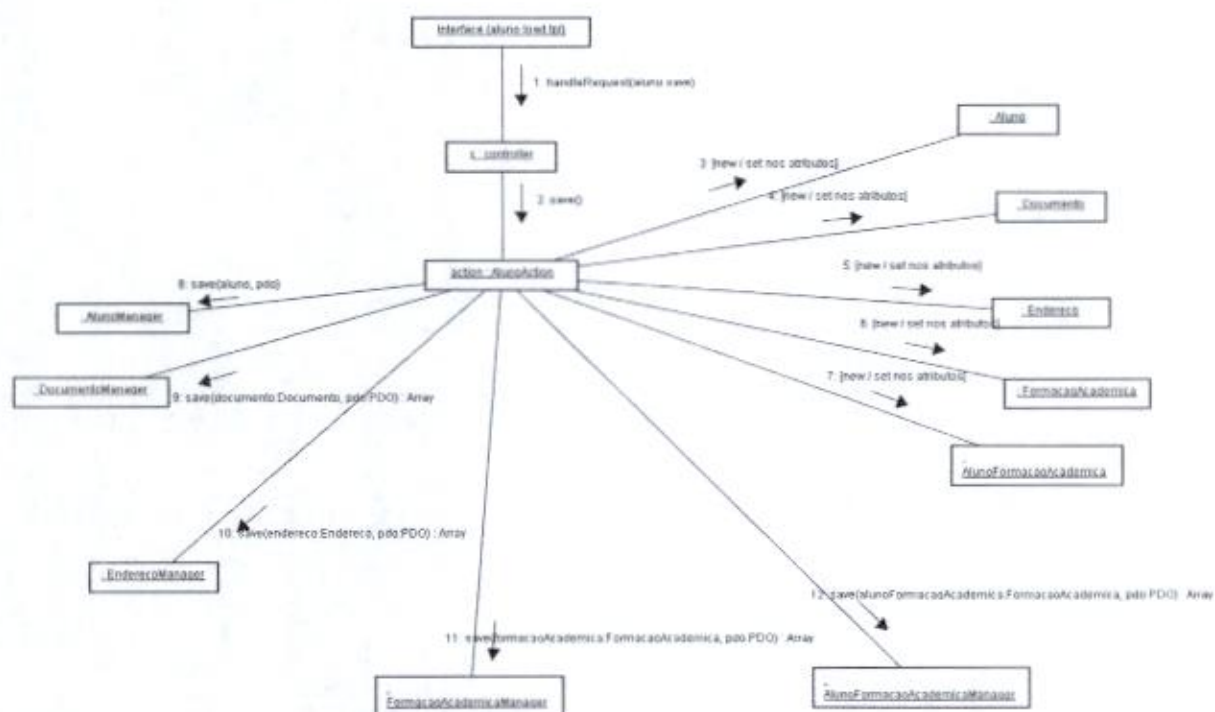 Interface (aluno.load.tpl)
1: handleRequest(aluno.save)
: Aluno
s : controller
3: [new / set nos atributos]
2: save()
4: [new / set nos atributos]
: Documento
action : AlunoAction
5: [new / set nos atributos]
8: save(aluno, pdo)
: AlunoManager
: Endereco
6: [new / set nos atributos]
: DocumentoManager
7: [new / set nos atributos]
: FormacaoAcademica
9: save(documento:Documento, pdo:PDO) : Array
:
AlunoFormacaoAcademica
10: save(endereco:Endereco, pdo:PDO) : Array
: EnderecoManager
12: save(alunoFormacaoAcademica:FormacaoAcademica, pdo:PDO) : Array
11: save(formacaoAcademica:FormacaoAcademica, pdo:PDO) : Array
:
FormacaoAcademicaManager
:
AlunoFormacaoAcademicaManager